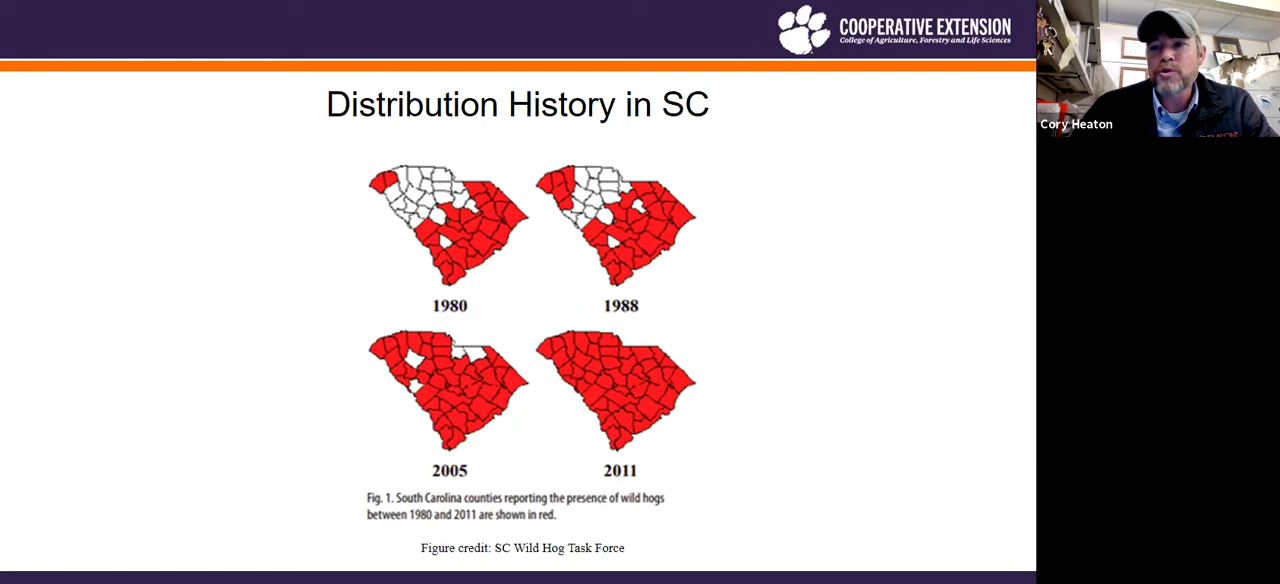 COOPERATIVE EXTENSION
College of Agriculture, Forestry and Life Sciences
Distribution History in SC
Cory Heaton
1980
1988
2005
2011
Fig. 1. South Carolina counties reporting the presence of wild hogs
between 1980 and 2011 are shown in red.
Figure credit: SC Wild Hog Task Force